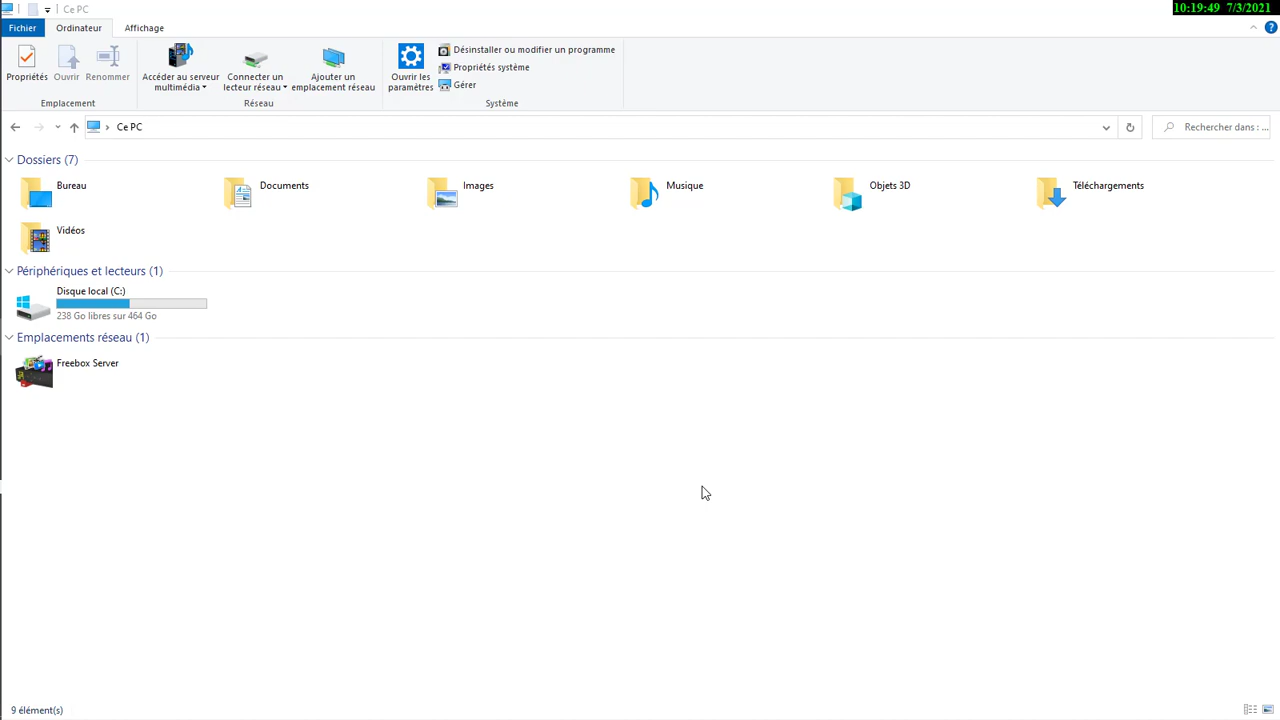 Ce PC
10:19:49 7/3/2021
Fichier Ordinateur Affichage
Propriétés Ouvrir Renommer
Emplacement
Accéder au serveur
multimédia
Connecter un
lecteur réseau
Ajouter un
emplacement réseau
Réseau
Ouvrir les
paramètres
Désinstaller ou modifier un programme
Propriétés système
Gérer
Système
Ce PC
Rechercher dans : ...
Dossiers (7)
Bureau
Documents
Images
Musique
Objets 3D
Téléchargements
Vidéos
Périphériques et lecteurs (1)
Disque local (C:)
238 Go libres sur 464 Go
Emplacements réseau (1)
Freebox Server
9 élément(s)